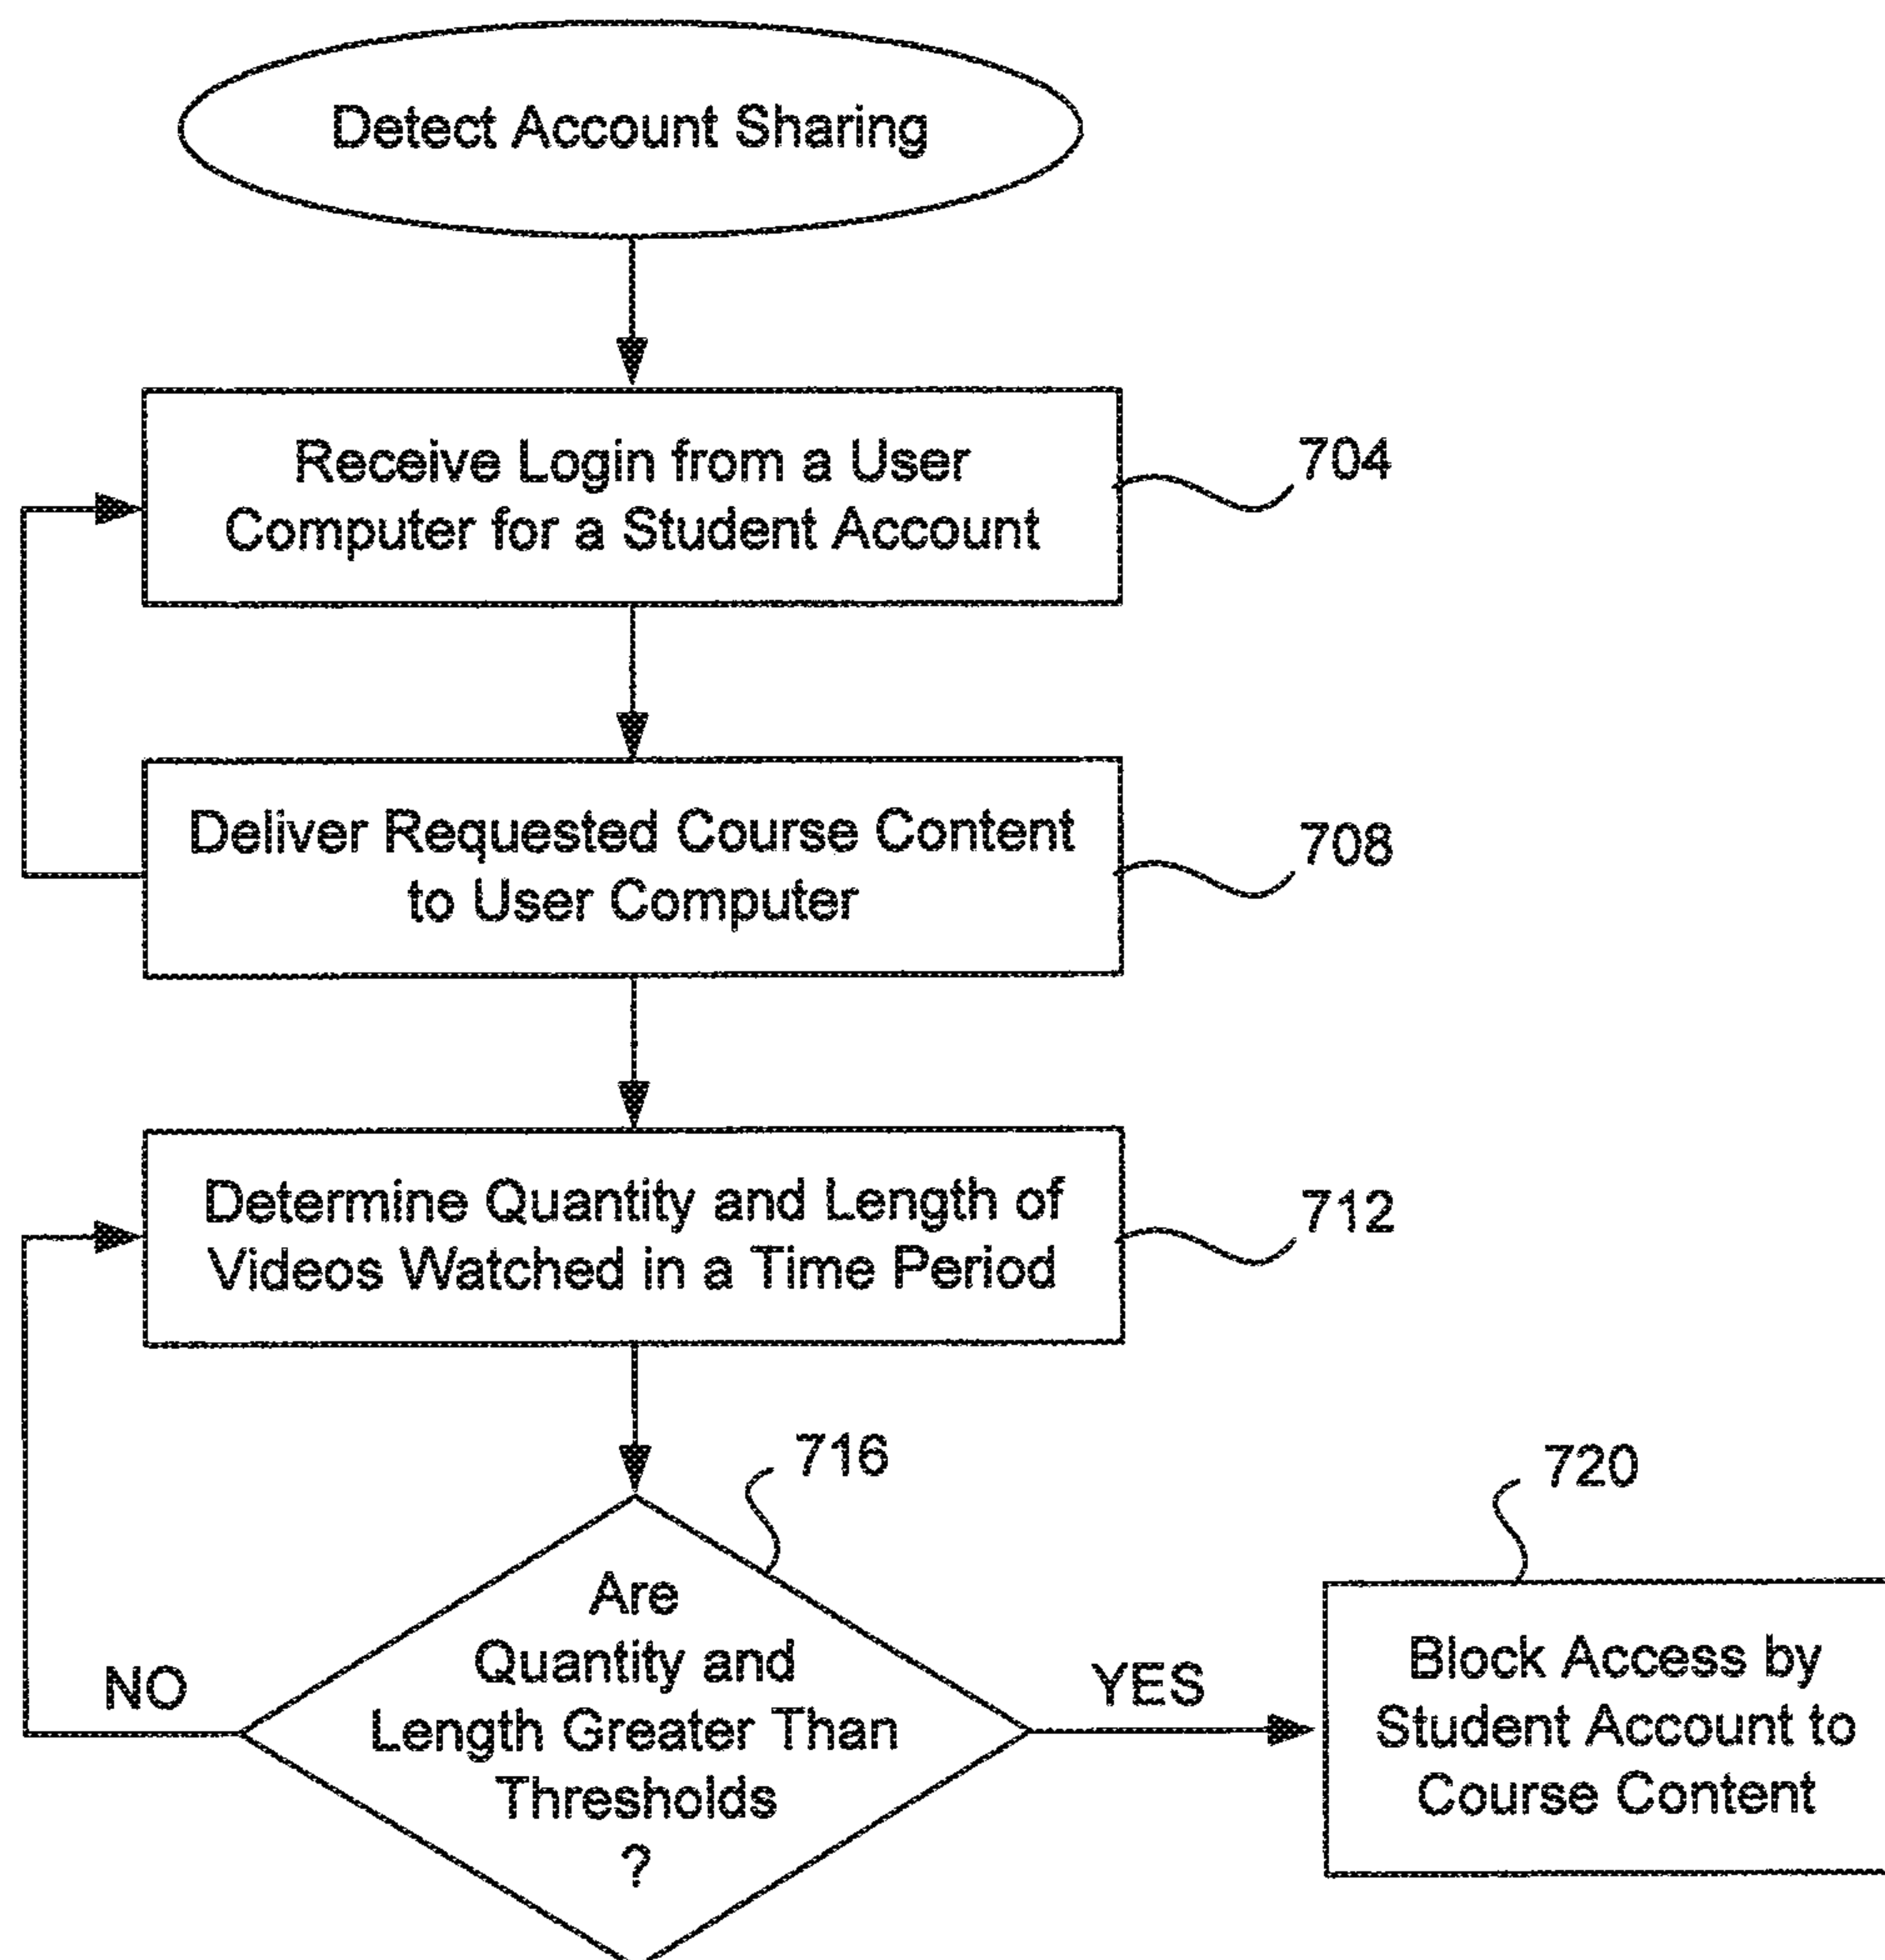 Detect Account Sharing
Receive Login from a User
Computer for a Student Account
704
Deliver Requested Course Content
to User Computer
708
Determine Quantity and Length of
Videos Watched in a Time Period
712
716
Are
Quantity and
Length Greater Than
Thresholds
?
NO
YES
720
Block Access by
Student Account to
Course Content